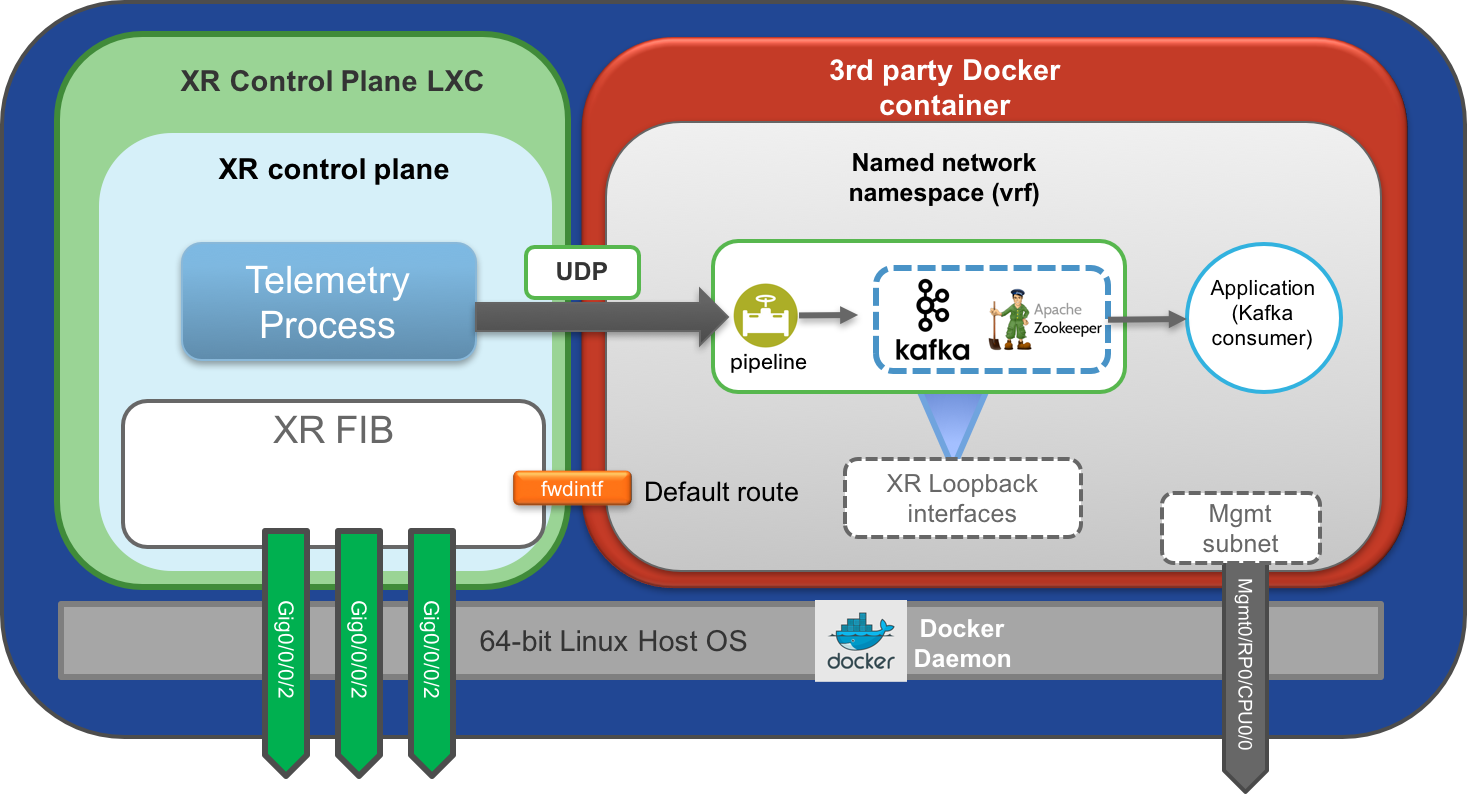 XR Control Plane LXC
XR control plane
Telemetry
Process
UDP
XR FIB
fwdintf
Default route
3rd party Docker
container
Named network
namespace (vrf)
pipeline
kafka
Apache
Zookeeper
Application
(Kafka
consumer)
XR Loopback
interfaces
Mgmt
subnet
Gig0/0/0/2
Gig0/0/0/2
Gig0/0/0/2
64-bit Linux Host OS
docker
Docker
Daemon
Mgmt0/RP0/CPU0/0